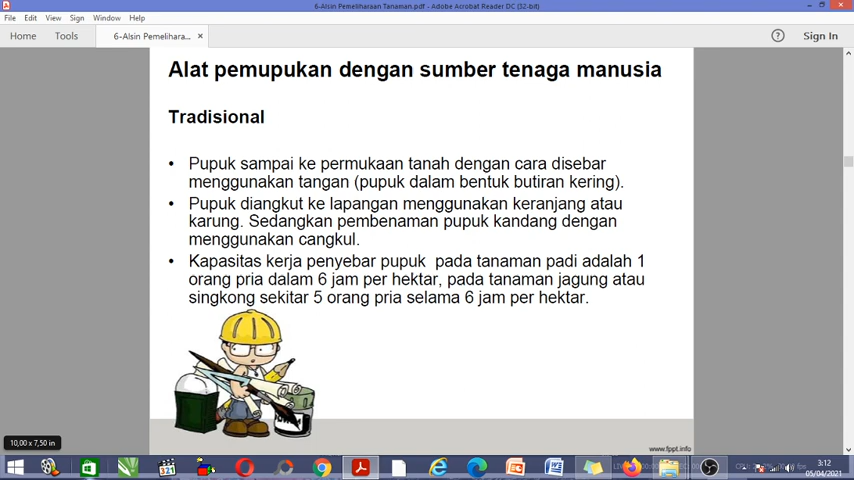 6-Alsin Pemeliharaan Tanaman.pdf - Adobe Acrobat Reader DC (32-bit)
File Edit View Sign Window Help
Home Tools 6-Alsin Pemelihara... × Sign In
Alat pemupukan dengan sumber tenaga manusia
Tradisional
• Pupuk sampai ke permukaan tanah dengan cara disebar
menggunakan tangan (pupuk dalam bentuk butiran kering).
• Pupuk diangkut ke lapangan menggunakan keranjang atau
karung. Sedangkan pembenaman pupuk kandang dengan
menggunakan cangkul.
• Kapasitas kerja penyebar pupuk pada tanaman padi adalah 1
orang pria dalam 6 jam per hektar, pada tanaman jagung atau
singkong sekitar 5 orang pria selama 6 jam per hektar.
10,00 x 7,50 in
www.fppt.info
321
3:12
05/04/2021